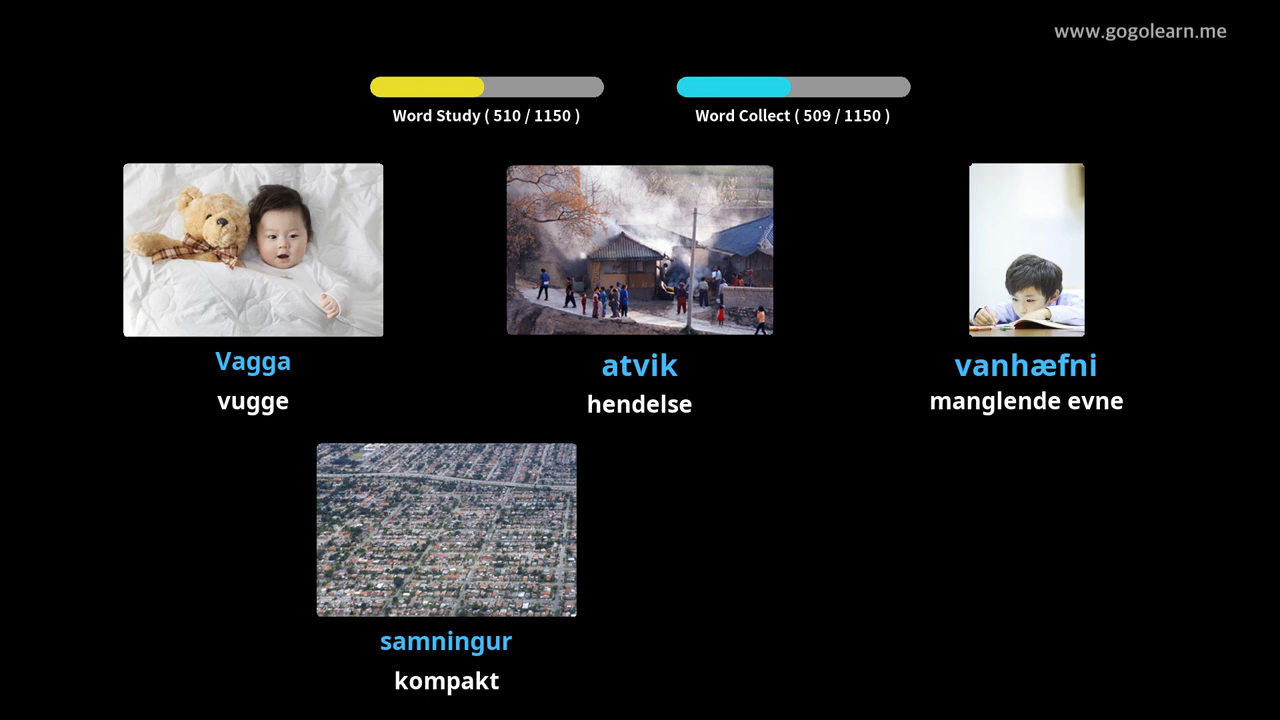 www.gogolearn.me
Word Study ( 510 / 1150 )
Word Collect ( 509 / 1150 )
Vagga
vugge
atvik
hendelse
vanhæfni
manglende evne
samningur
kompakt